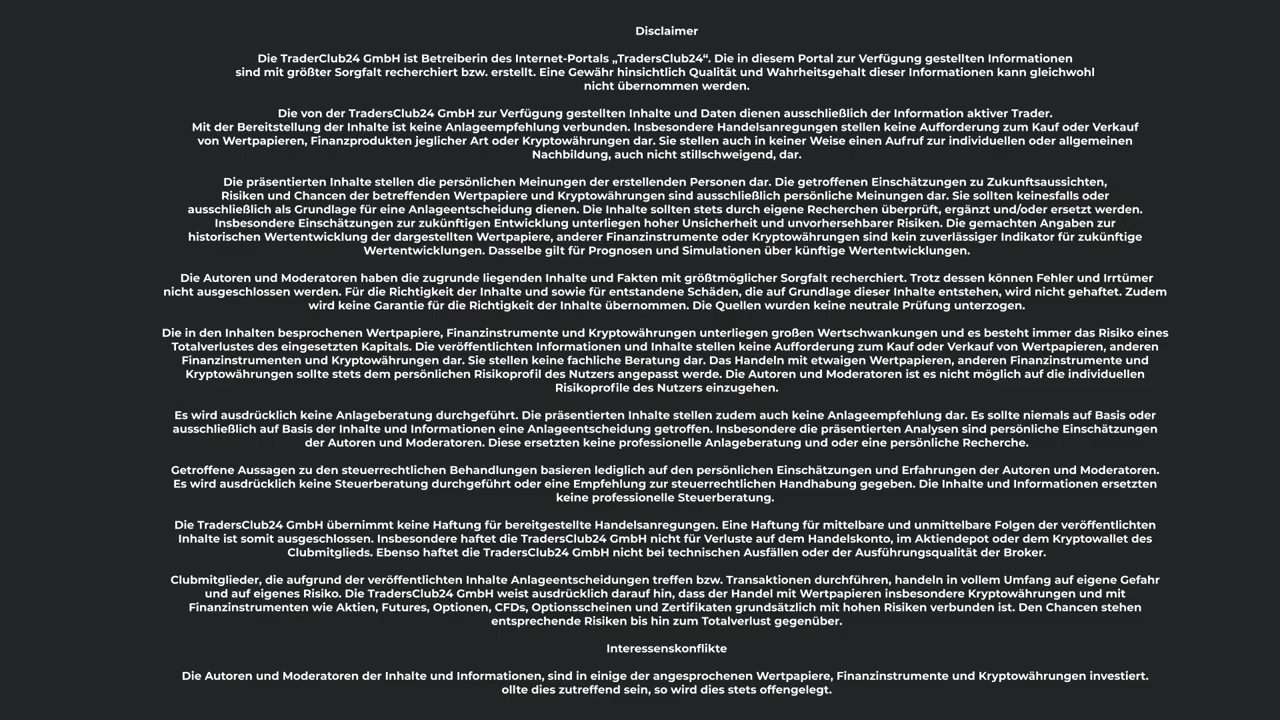 Disclaimer
Die TraderClub24 GmbH ist Betreiberin des Internet-Portals „TradersClub24“. Die in diesem Portal zur Verfügung gestellten Informationen
sind mit größter Sorgfalt recherchiert bzw. erstellt. Eine Gewähr hinsichtlich Qualität und Wahrheitsgehalt dieser Informationen kann gleichwohl
nicht übernommen werden.
Die von der TradersClub24 GmbH zur Verfügung gestellten Inhalte und Daten dienen ausschließlich der Information aktiver Trader.
Mit der Bereitstellung der Inhalte ist keine Anlageempfehlung verbunden. Insbesondere Handelsanregungen stellen keine Aufforderung zum Kauf oder Verkauf
von Wertpapieren, Finanzprodukten jeglicher Art oder Kryptowährungen dar. Sie stellen auch in keiner Weise einen Aufruf zur individuellen oder allgemeinen
Nachbildung, auch nicht stillschweigend, dar.
Die präsentierten Inhalte stellen die persönlichen Meinungen der erstellenden Personen dar. Die getroffenen Einschätzungen zu Zukunftsaussichten,
Risiken und Chancen der betreffenden Wertpapiere und Kryptowährungen sind ausschließlich persönliche Meinungen dar. Sie sollten keinesfalls oder
ausschließlich als Grundlage für eine Anlageentscheidung dienen. Die Inhalte sollten stets durch eigene Recherchen überprüft, ergänzt und/oder ersetzt werden.
Insbesondere Einschätzungen zur zukünftigen Entwicklung unterliegen hoher Unsicherheit und unvorhersehbarer Risiken. Die gemachten Angaben zur
historischen Wertentwicklung der dargestellten Wertpapiere, anderer Finanzinstrumente oder Kryptowährungen sind kein zuverlässiger Indikator für zukünftige
Wertentwicklungen. Dasselbe gilt für Prognosen und Simulationen über künftige Wertentwicklungen.
Die Autoren und Moderatoren haben die zugrunde liegenden Inhalte und Fakten mit größtmöglicher Sorgfalt recherchiert. Trotz dessen können Fehler und Irrtümer
nicht ausgeschlossen werden. Für die Richtigkeit der Inhalte und sowie für entstandene Schäden, die auf Grundlage dieser Inhalte entstehen, wird nicht gehaftet. Zudem
wird keine Garantie für die Richtigkeit der Inhalte übernommen. Die Quellen wurden keine neutrale Prüfung unterzogen.
Die in den Inhalten besprochenen Wertpapiere, Finanzinstrumente und Kryptowährungen unterliegen großen Wertschwankungen und es besteht immer das Risiko eines
Totalverlustes des eingesetzten Kapitals. Die veröffentlichten Informationen und Inhalte stellen keine Aufforderung zum Kauf oder Verkauf von Wertpapieren, anderen
Finanzinstrumenten und Kryptowährungen dar. Sie stellen keine fachliche Beratung dar. Das Handeln mit etwaigen Wertpapieren, anderen Finanzinstrumente und
Kryptowährungen sollte stets dem persönlichen Risikoprofil des Nutzers angepasst werde. Die Autoren und Moderatoren ist es nicht möglich auf die individuellen
Risikoprofile des Nutzers einzugehen.
Es wird ausdrücklich keine Anlageberatung durchgeführt. Die präsentierten Inhalte stellen zudem auch keine Anlageempfehlung dar. Es sollte niemals auf Basis oder
ausschließlich auf Basis der Inhalte und Informationen eine Anlageentscheidung getroffen. Insbesondere die präsentierten Analysen sind persönliche Einschätzungen
der Autoren und Moderatoren. Diese ersetzten keine professionelle Anlageberatung und oder eine persönliche Recherche.
Getroffene Aussagen zu den steuerrechtlichen Behandlungen basieren lediglich auf den persönlichen Einschätzungen und Erfahrungen der Autoren und Moderatoren.
Es wird ausdrücklich keine Steuerberatung durchgeführt oder eine Empfehlung zur steuerrechtlichen Handhabung gegeben. Die Inhalte und Informationen ersetzten
keine professionelle Steuerberatung.
Die TradersClub24 GmbH übernimmt keine Haftung für bereitgestellte Handelsanregungen. Eine Haftung für mittelbare und unmittelbare Folgen der veröffentlichten
Inhalte ist somit ausgeschlossen. Insbesondere haftet die TradersClub24 GmbH nicht für Verluste auf dem Handelskonto, im Aktiendepot oder dem Kryptowallet des
Clubmitglieds. Ebenso haftet die TradersClub24 GmbH nicht bei technischen Ausfällen oder der Ausführungsqualität der Broker.
Clubmitglieder, die aufgrund der veröffentlichten Inhalte Anlageentscheidungen treffen bzw. Transaktionen durchführen, handeln in vollem Umfang auf eigene Gefahr
und auf eigenes Risiko. Die TradersClub24 GmbH weist ausdrücklich darauf hin, dass der Handel mit Wertpapieren insbesondere Kryptowährungen und mit
Finanzinstrumenten wie Aktien, Futures, Optionen, CFDs, Optionsscheinen und Zertifikaten grundsätzlich mit hohen Risiken verbunden ist. Den Chancen stehen
entsprechende Risiken bis hin zum Totalverlust gegenüber.
Interessenskonflikte
Die Autoren und Moderatoren der Inhalte und Informationen, sind in einige der angesprochenen Wertpapiere, Finanzinstrumente und Kryptowährungen investiert.
ollte dies zutreffend sein, so wird dies stets offengelegt.